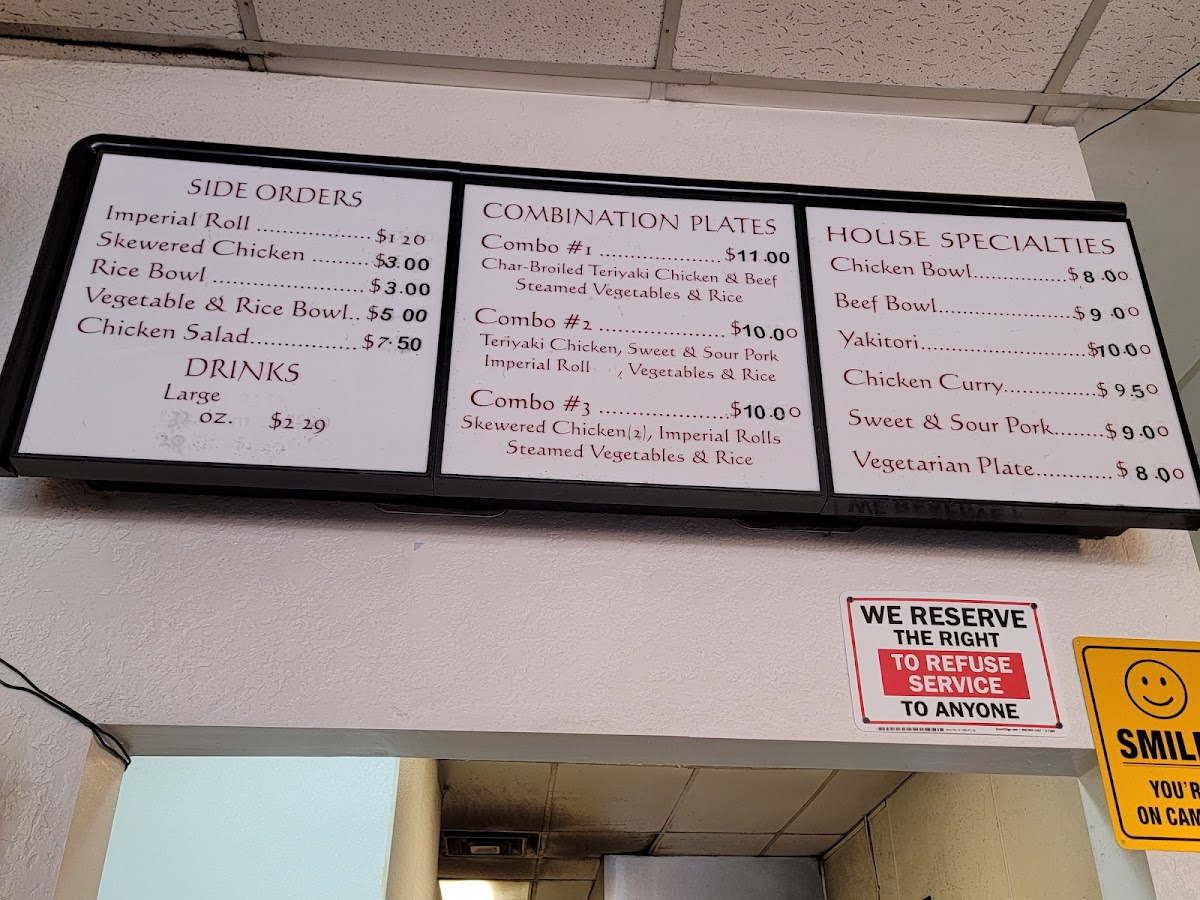 SIDE ORDERS
Imperial Roll ..................$1 20
Skewered Chicken .........$3.00
Rice Bowl .........................$3.00
Vegetable & Rice Bowl.. $5 00
Chicken Salad.................$7.50
DRINKS
Large
oz. $2 29
COMBINATION PLATES
Combo #1 ......................$11.00
Char-Broiled Teriyaki Chicken & Beef
Steamed Vegetables & Rice
Combo #2 ......................$10.00
Teriyaki Chicken, Sweet & Sour Pork
Imperial Roll , Vegetables & Rice
Combo #3 ......................$10.00
Skewered Chicken(2), Imperial Rolls
Steamed Vegetables & Rice
HOUSE SPECIALTIES
Chicken Bowl...............$8.00
Beef Bowl......................$9.00
Yakitori...........................$10.00
Chicken Curry...............$9.50
Sweet & Sour Pork........$9.00
Vegetarian Plate............$8.00
WE RESERVE
THE RIGHT
TO REFUSE
SERVICE
TO ANYONE
SMIL
YOU'R
ON CAM